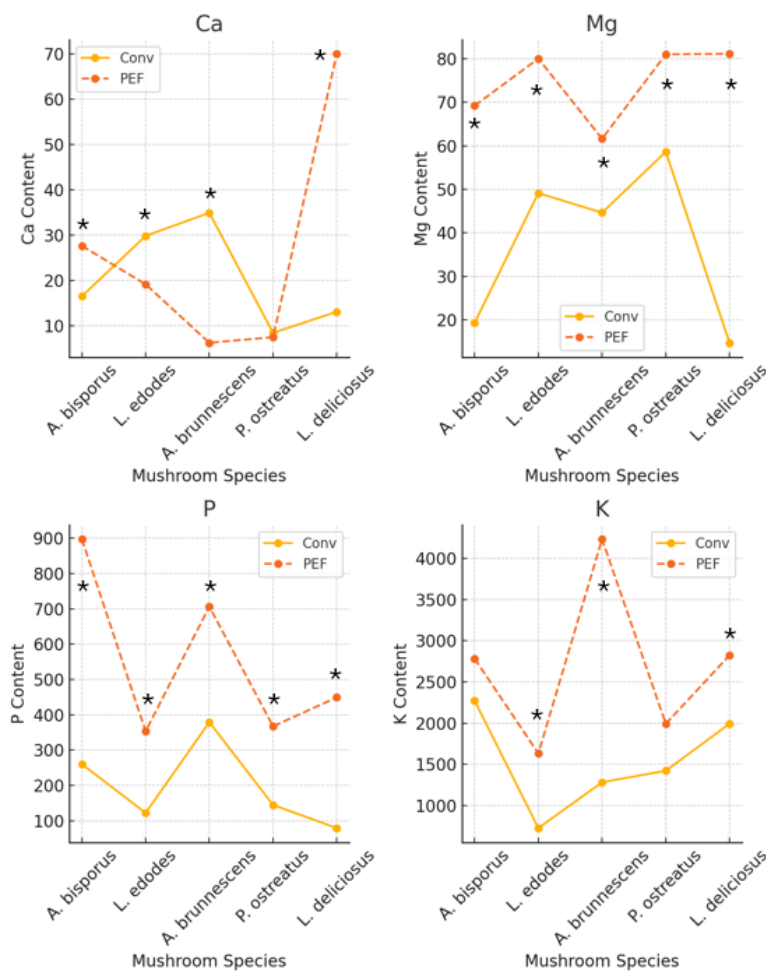 Ca
Conv
PEF
70
60
50
40
30
20
10
Ca Content
*
*
*
*
A. bisporus
L. edodes
A. brunnescens
P. ostreatus
L. deliciosus
Mushroom Species
Mg
80
70
60
50
40
30
20
Mg Content
*
*
*
*
*
Conv
PEF
A. bisporus
L. edodes
A. brunnescens
P. ostreatus
L. deliciosus
Mushroom Species
P
Conv
PEF
900
800
700
600
500
400
300
200
100
P Content
*
*
*
*
*
A. bisporus
L. edodes
A. brunnescens
P. ostreatus
L. deliciosus
Mushroom Species
K
Conv
PEF
4000
3500
3000
2500
2000
1500
1000
K Content
*
*
*
A. bisporus
L. edodes
A. brunnescens
P. ostreatus
L. deliciosus
Mushroom Species